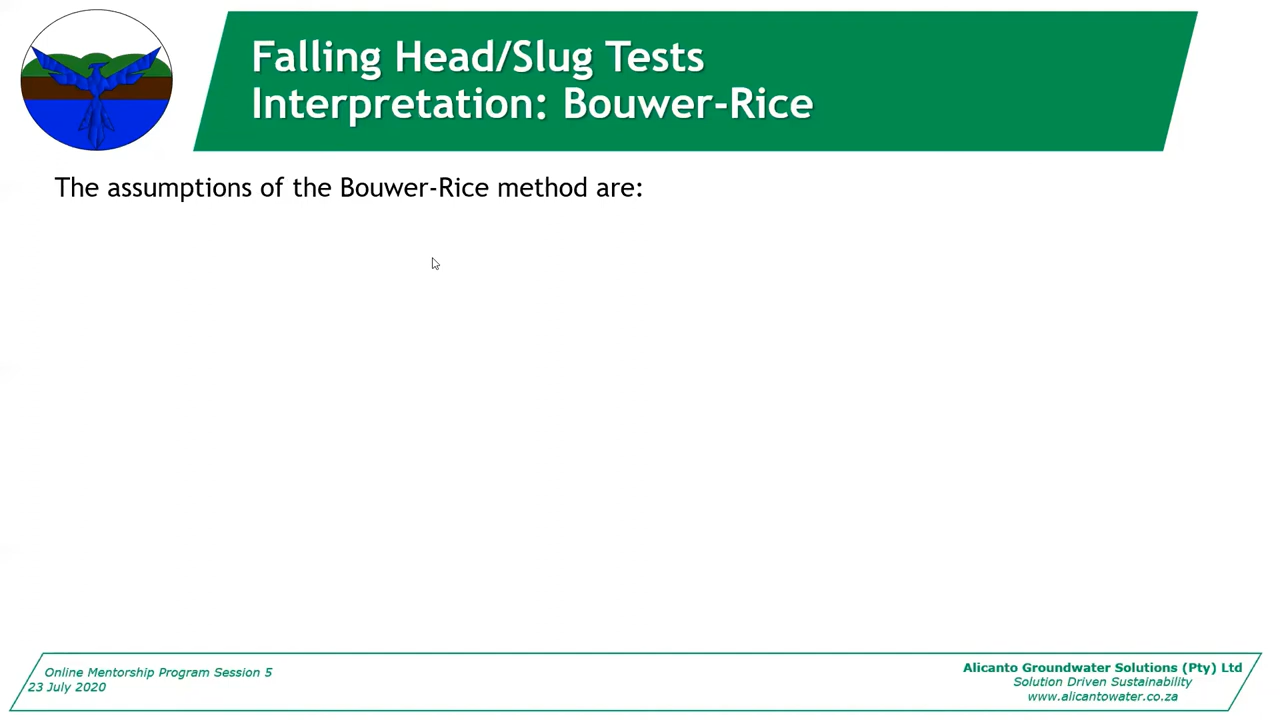 Falling Head/Slug Tests
Interpretation: Bouwer-Rice
The assumptions of the Bouwer-Rice method are:
Online Mentorship Program Session 5
23 July 2020
Alicanto Groundwater Solutions (Pty) Ltd
Solution Driven Sustainability
www.alicantowater.co.za